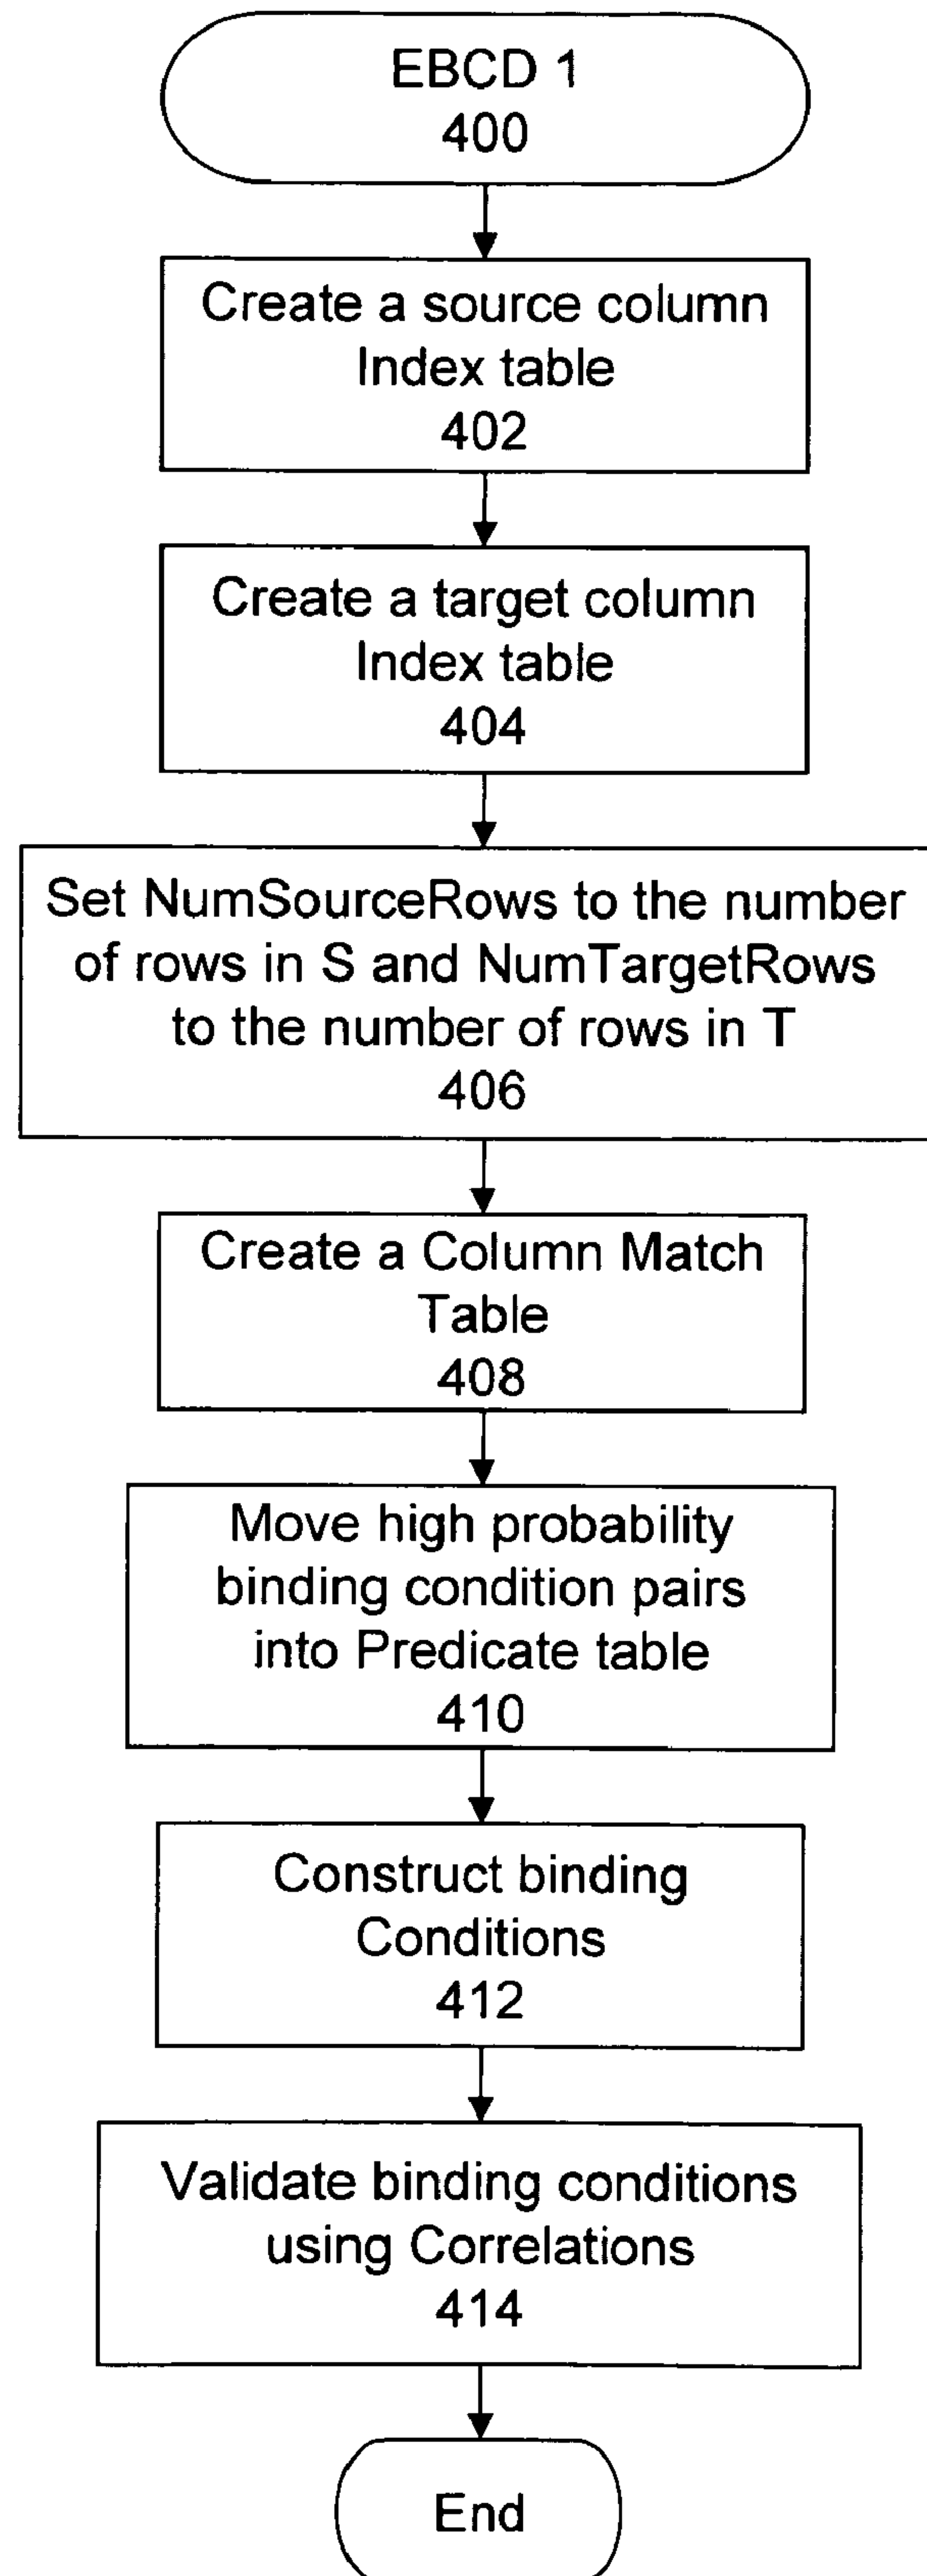 EBCD 1
400
Create a source column
Index table
402
Create a target column
Index table
404
Set NumSourceRows to the number
of rows in S and NumTargetRows
to the number of rows in T
406
Create a Column Match
Table
408
Move high probability
binding condition pairs
into Predicate table
410
Construct binding
Conditions
412
Validate binding conditions
using Correlations
414
End